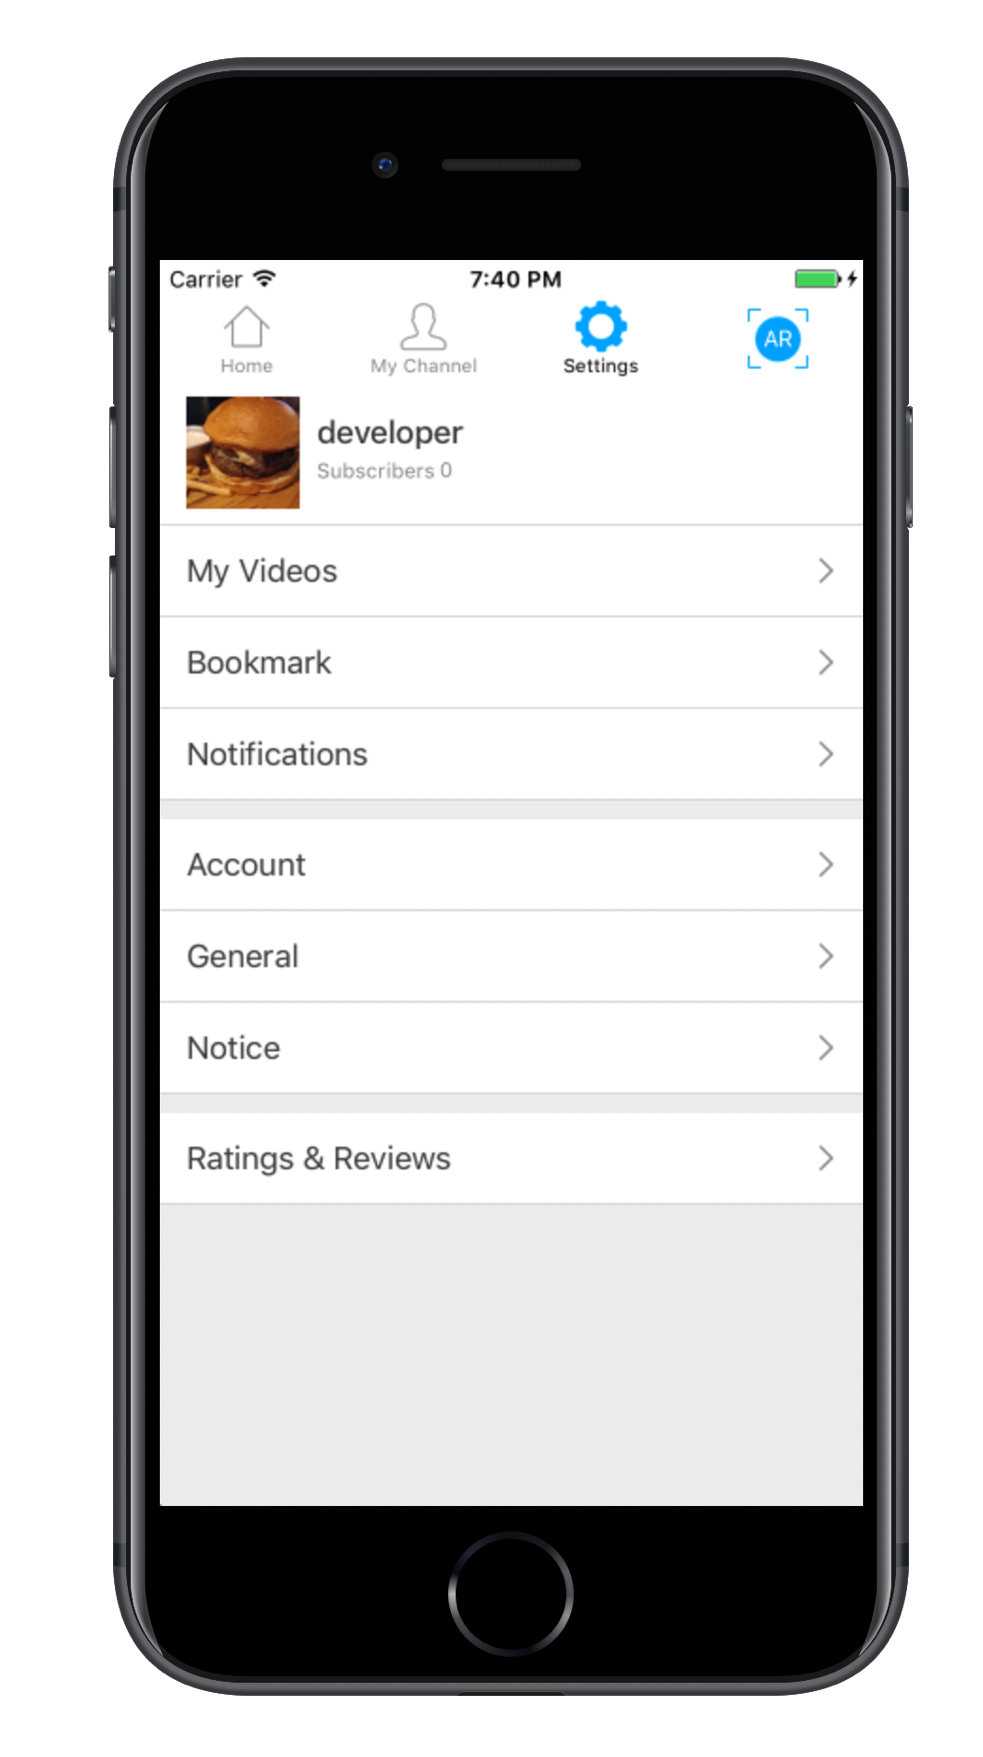 Carrier 7:40 PM
Home My Channel Settings AR
developer
Subscribers 0
My Videos
Bookmark
Notifications
Account
General
Notice
Ratings & Reviews